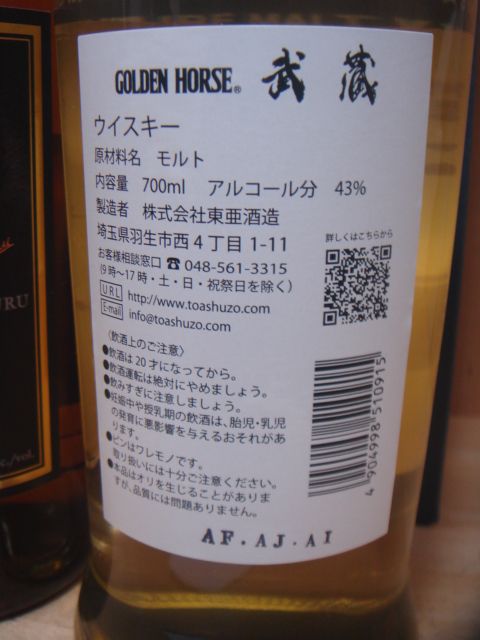 GOLDEN HORSE® 武蔵
ウイスキー
原材料名 モルト
内容量 700ml アルコール分 43%
製造者 株式会社東亜酒造
埼玉県羽生市西4丁目1-11
お客様相談窓口 ☎ 048-561-3315
(9時～17時・土・日・祝祭日を除く)
URL http://www.toashuzo.com
E-mail info@toashuzo.com
詳しくはこちらから
〈飲酒上のご注意〉
●飲酒は20才になってから。
●飲酒運転は絶対にやめましょう。
●飲みすぎに注意しましょう。
●妊娠中や授乳期の飲酒は、胎児・乳児
の発育に悪影響を与えるおそれがあ
ります。
●ビンはワレモノです。
取り扱いには十分ご注意ください。
●本品はオリを生じることがありま
すが、品質には問題ありません。
4904998510915
AF.AJ.AI
URU